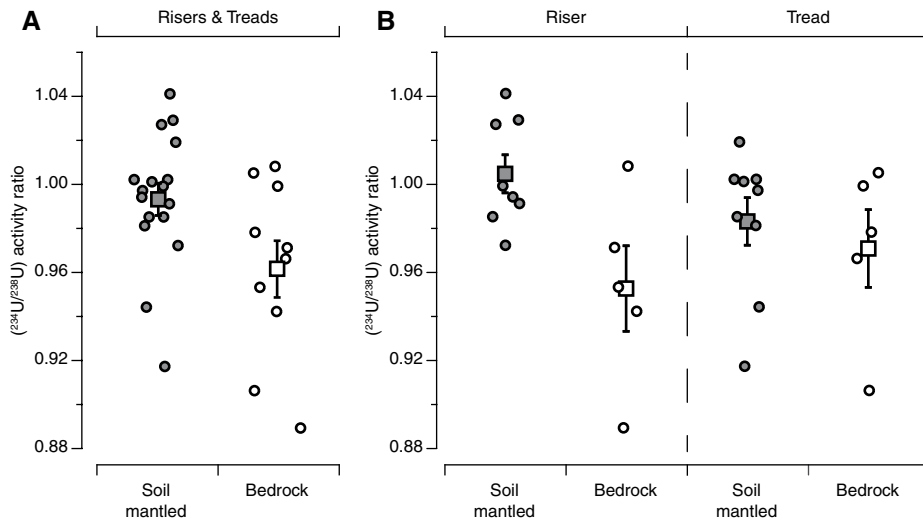 A
Risers & Treads
(²³⁴U/²³⁸U) activity ratio
1.04
1.00
0.96
0.92
0.88
Soil
mantled
Bedrock
B
Riser
Tread
(²³⁴U/²³⁸U) activity ratio
1.04
1.00
0.96
0.92
0.88
Soil
mantled
Bedrock
Soil
mantled
Bedrock